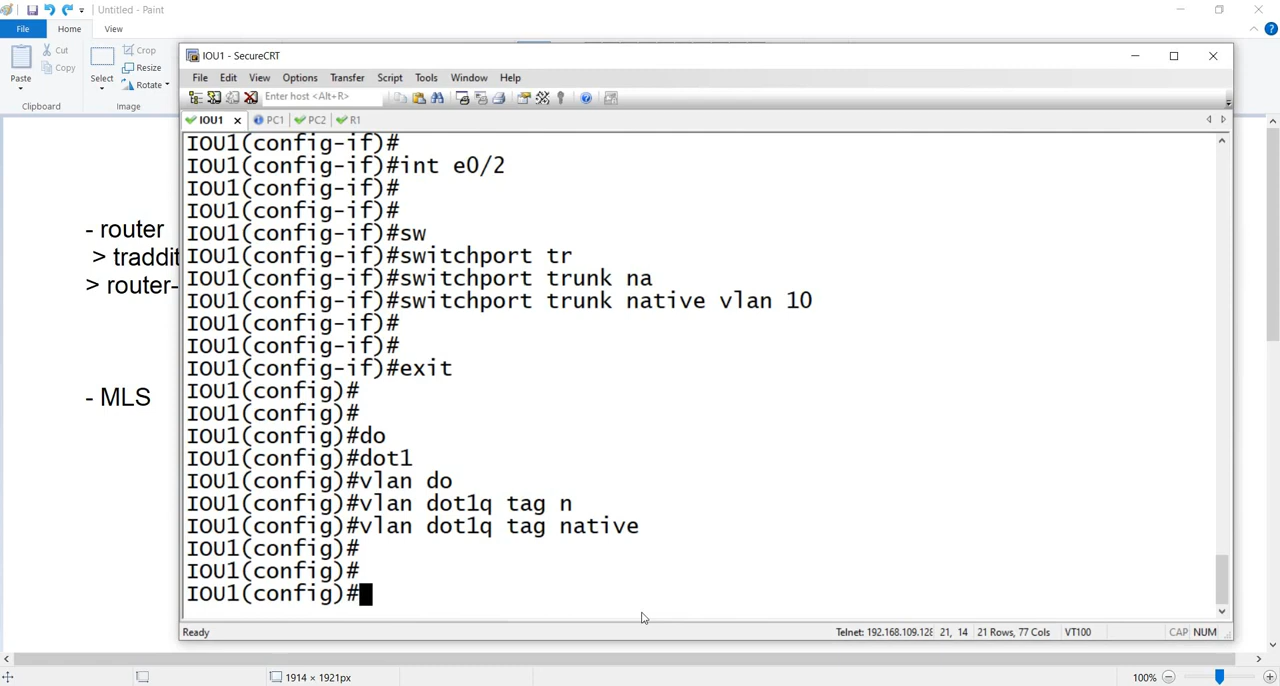 Untitled - Paint
File
Home
View
Paste
Cut
Copy
Clipboard
Select
Crop
Resize
Rotate
Image
- router
> traddit
> router-
- MLS
IOU1 - SecureCRT
File Edit View Options Transfer Script Tools Window Help
Enter host <Alt+R>
IOU1 PC1 PC2 R1
IOU1(config-if)#
IOU1(config-if)#int e0/2
IOU1(config-if)#
IOU1(config-if)#
IOU1(config-if)#sw
IOU1(config-if)#switchport tr
IOU1(config-if)#switchport trunk na
IOU1(config-if)#switchport trunk native vlan 10
IOU1(config-if)#
IOU1(config-if)#
IOU1(config-if)#exit
IOU1(config)#
IOU1(config)#
IOU1(config)#do
IOU1(config)#dot1
IOU1(config)#vlan do
IOU1(config)#vlan dot1q tag n
IOU1(config)#vlan dot1q tag native
IOU1(config)#
IOU1(config)#
IOU1(config)#
Ready Telnet: 192.168.109.128 21, 14 21 Rows, 77 Cols VT100 CAP NUM
1914 × 1921px 100%